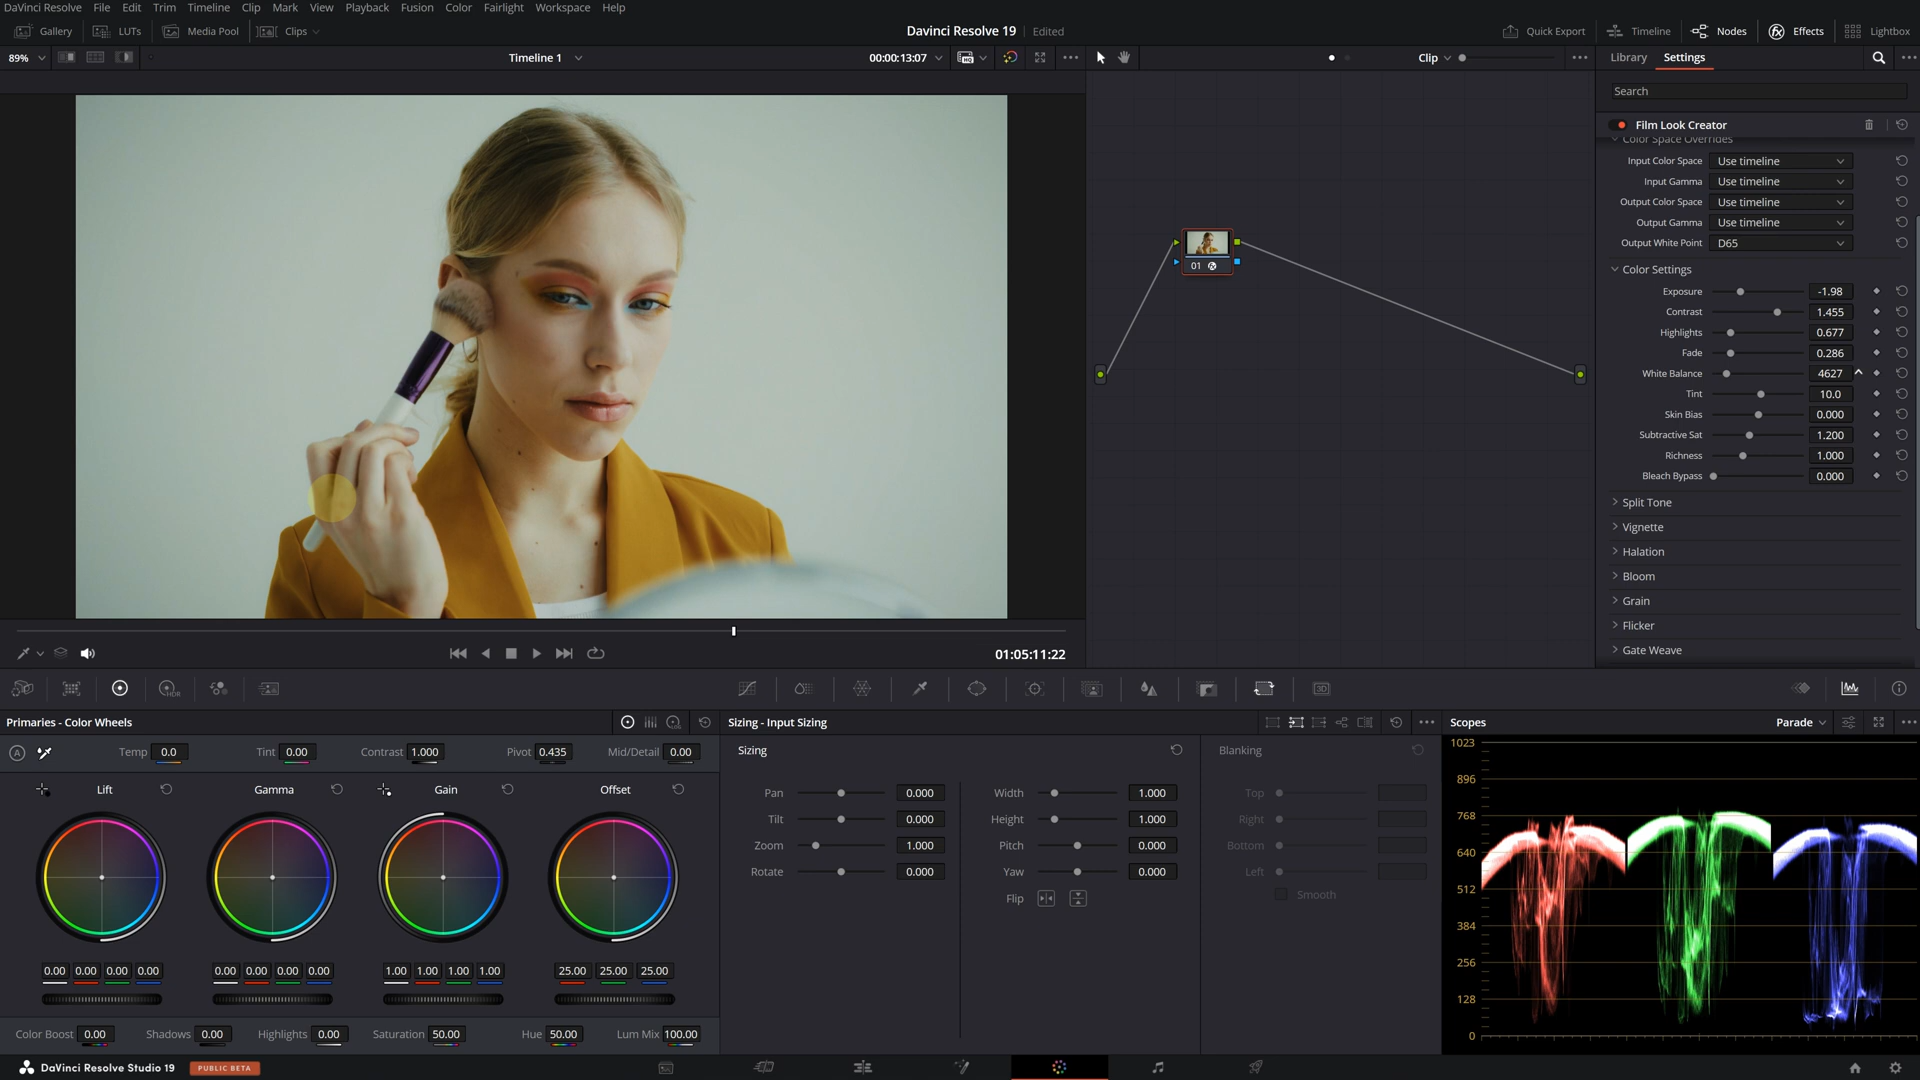 DaVinci Resolve File Edit Trim Timeline Clip Mark View Playback Fusion Color Fairlight Workspace Help
Gallery LUTs Media Pool Clips Davinci Resolve 19 Edited Quick Export Timeline Nodes Effects Lightbox
89% Timeline 1 00:00:13:07 Clip Library Settings
Search
Film Look Creator
Color Space Overrides
Input Color Space Use timeline
Input Gamma Use timeline
Output Color Space Use timeline
Output Gamma Use timeline
Output White Point D65
Color Settings
Exposure -1.98
Contrast 1.455
Highlights 0.677
Fade 0.286
White Balance 4627
Tint 10.0
Skin Bias 0.000
Subtractive Sat 1.200
Richness 1.000
Bleach Bypass 0.000
Split Tone
Vignette
Halation
Bloom
Grain
Flicker
Gate Weave
01
01:05:11:22
HDR
3D
Primaries - Color Wheels
A
Temp 0.0 Tint 0.00 Contrast 1.000 Pivot 0.435 Mid/Detail 0.00
Lift Gamma Gain Offset
0.00 0.00 0.00 0.00 0.00 0.00 0.00 0.00 1.00 1.00 1.00 1.00 25.00 25.00 25.00
Color Boost 0.00 Shadows 0.00 Highlights 0.00 Saturation 50.00 Hue 50.00 Lum Mix 100.00
Sizing - Input Sizing
Sizing
Pan 0.000 Width 1.000
Tilt 0.000 Height 1.000
Zoom 1.000 Pitch 0.000
Rotate 0.000 Yaw 0.000
Flip
Blanking
Top
Right
Bottom
Left
Smooth
Scopes Parade
1023
896
768
640
512
384
256
128
0
DaVinci Resolve Studio 19 PUBLIC BETA